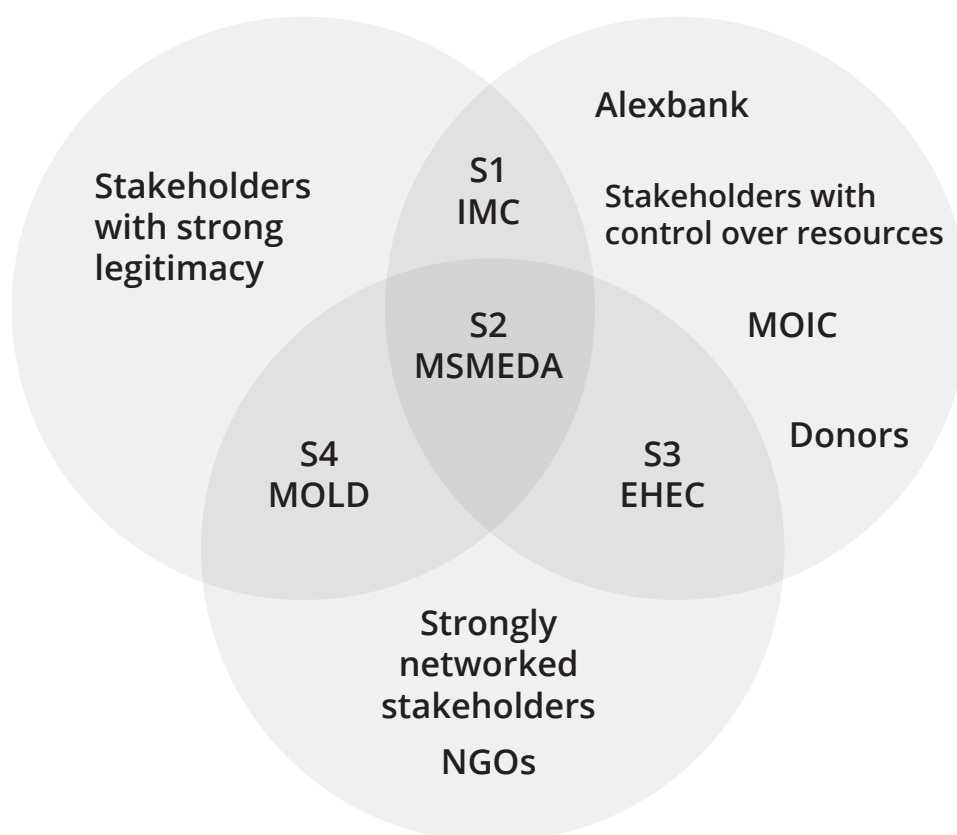 Alexbank
S1
IMC
Stakeholders
with strong
legitimacy
Stakeholders with
control over resources
S2
MSMEDA
MOIC
Donors
S4
MOLD
S3
EHEC
Strongly
networked
stakeholders
NGOs